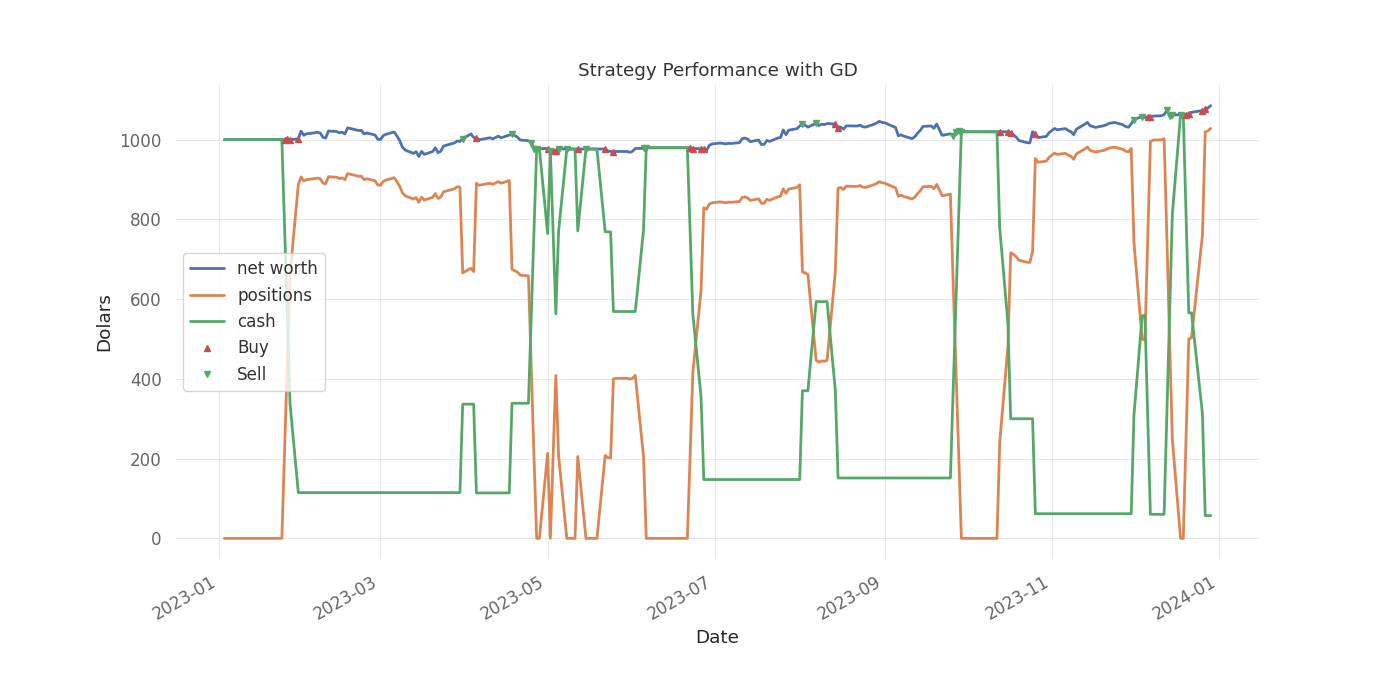 Strategy Performance with GD
1000
800
600
400
200
0
Dolars
net worth
positions
cash
Buy
Sell
2023-01
2023-03
2023-05
2023-07
2023-09
2023-11
2024-01
Date